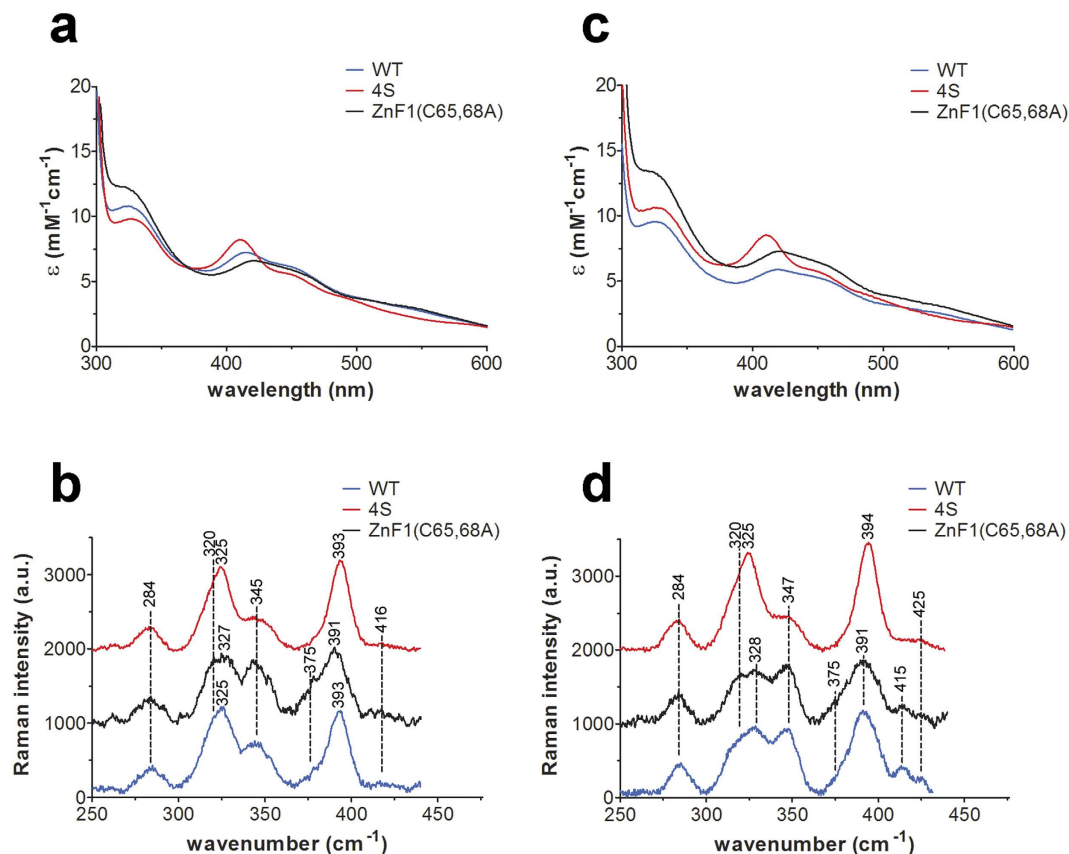 a
WT
4S
ZnF1(C65,68A)
20
15
10
5
0
ε (mM⁻¹cm⁻¹)
300
400
500
600
wavelength (nm)
c
WT
4S
ZnF1(C65,68A)
20
15
10
5
0
ε (mM⁻¹cm⁻¹)
300
400
500
600
wavelength (nm)
b
WT
4S
ZnF1(C65,68A)
3000
2000
1000
0
Raman intensity (a.u.)
284
320
325
327
325
345
375
393
391
393
416
250
300
350
400
450
wavenumber (cm⁻¹)
d
WT
4S
ZnF1(C65,68A)
3000
2000
1000
0
Raman intensity (a.u.)
284
320
325
328
347
375
394
391
415
425
250
300
350
400
450
wavenumber (cm⁻¹)